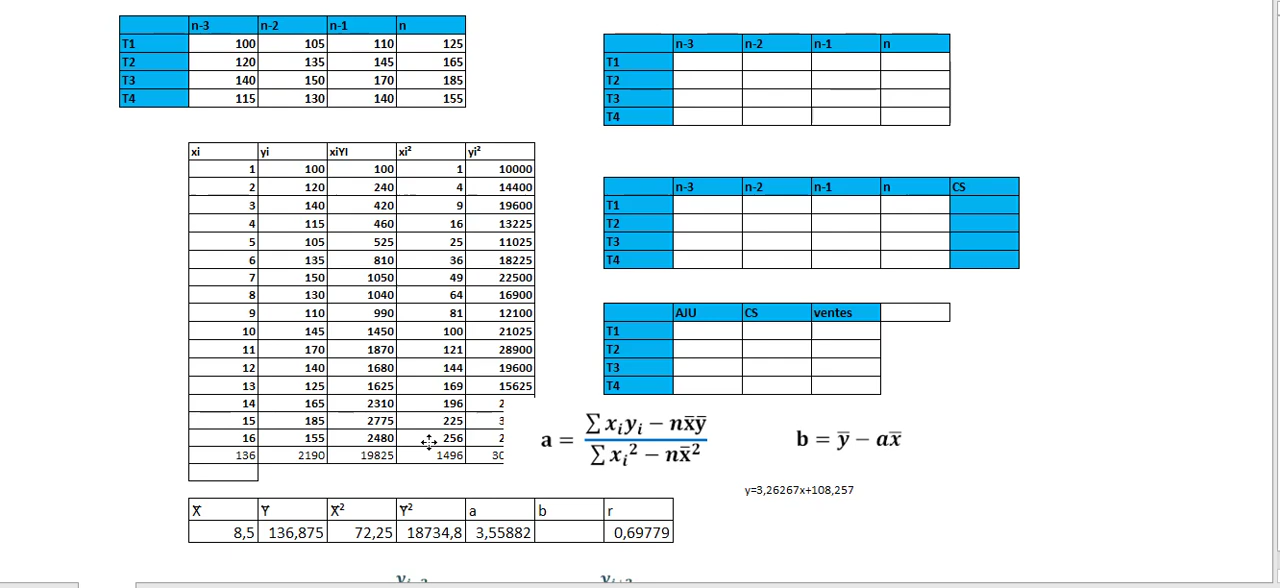 n-3 n-2 n-1 n
T1 100 105 110 125
T2 120 135 145 165
T3 140 150 170 185
T4 115 130 140 155
n-3 n-2 n-1 n
T1
T2
T3
T4
xi yi xiYI xi² yi²
1 100 100 1 10000
2 120 240 4 14400
3 140 420 9 19600
4 115 460 16 13225
5 105 525 25 11025
6 135 810 36 18225
7 150 1050 49 22500
8 130 1040 64 16900
9 110 990 81 12100
10 145 1450 100 21025
11 170 1870 121 28900
12 140 1680 144 19600
13 125 1625 169 15625
14 165 2310 196 2
15 185 2775 225
16 155 2480 256 2
136 2190 19825 1496
n-3 n-2 n-1 n CS
T1
T2
T3
T4
AJU CS ventes
T1
T2
T3
T4
a = (∑xᵢyᵢ − nx̄ȳ) / (∑xᵢ² − nx̄²)
b = ȳ − ax̄
y=3,26267x+108,257
X̄ Ȳ X̄² Ȳ² a b r
8,5 136,875 72,25 18734,8 3,55882 0,69779